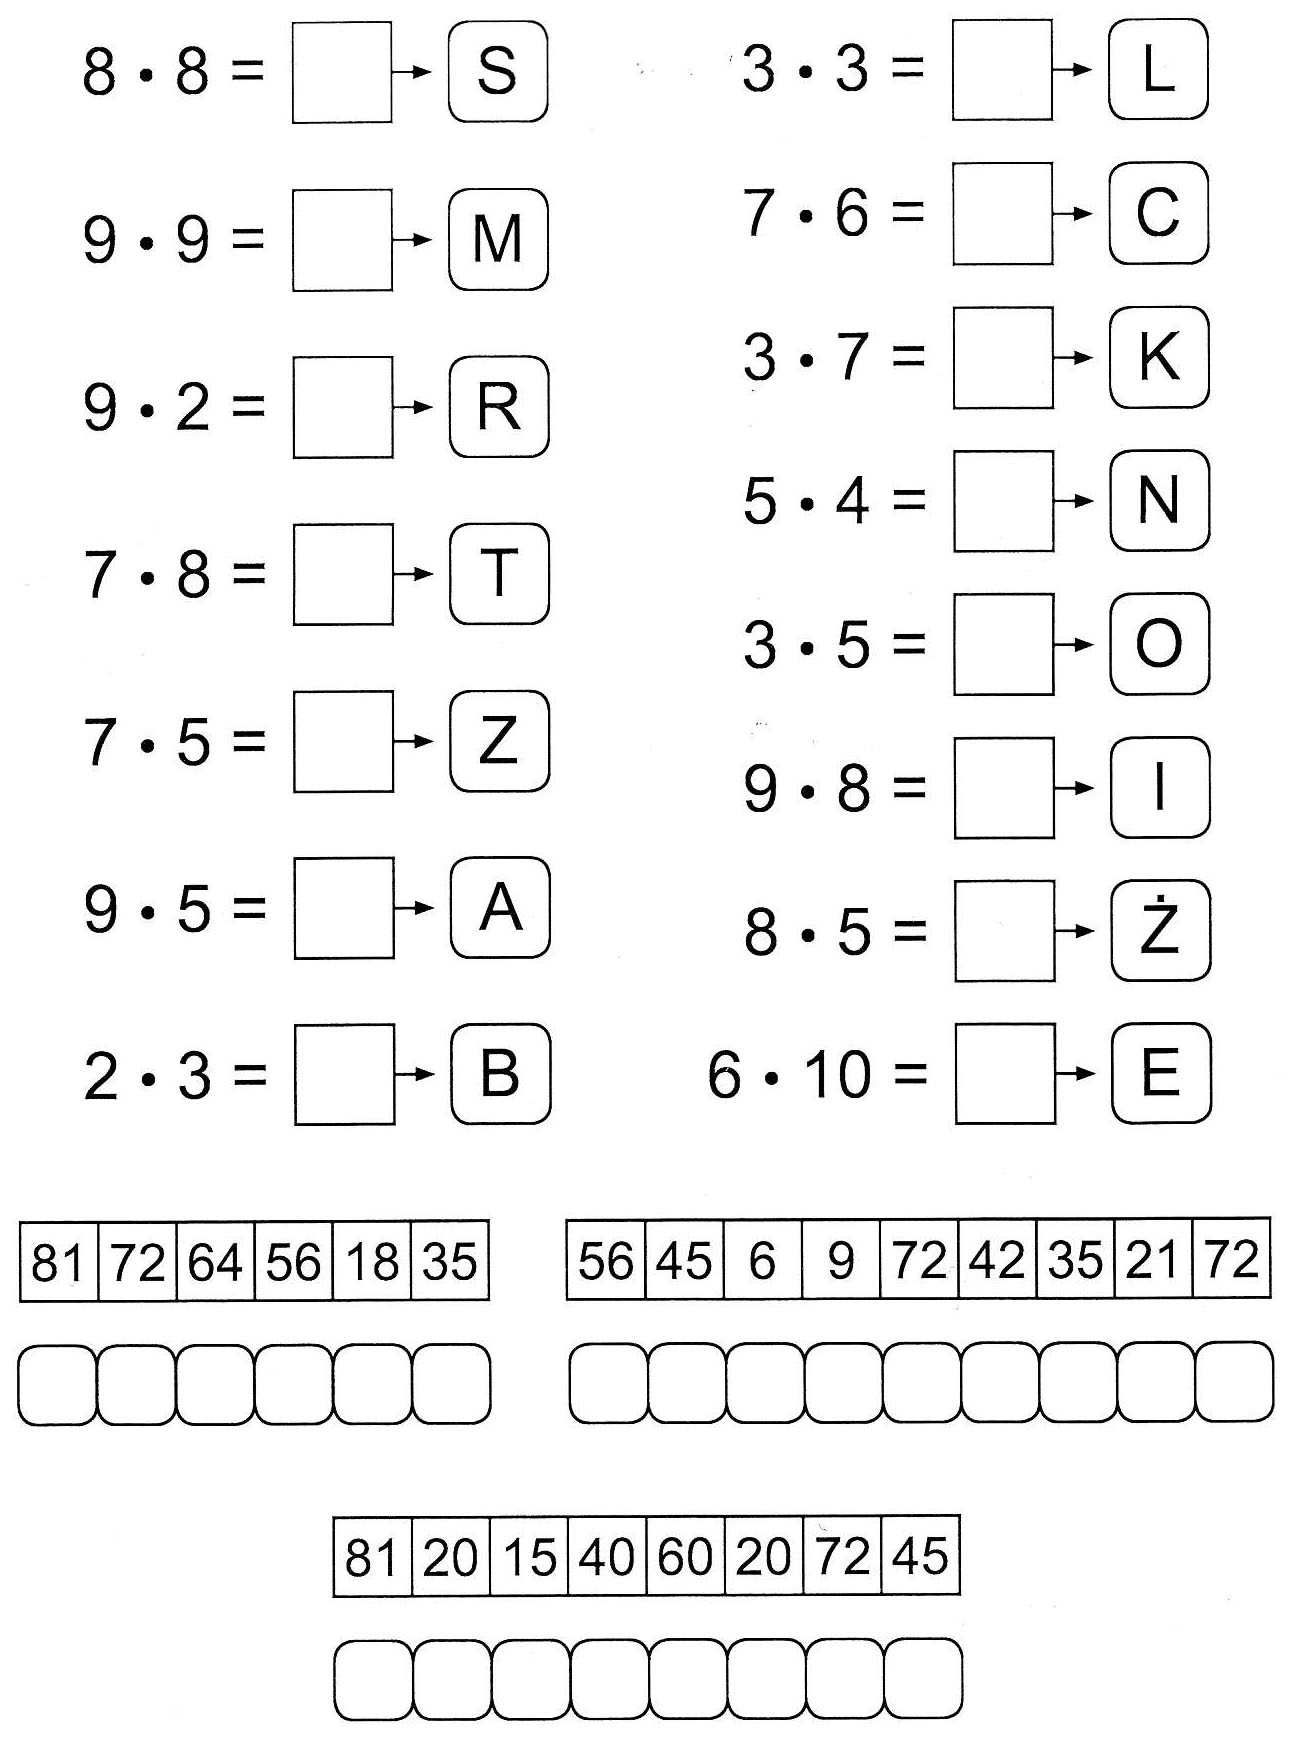 8 • 8 = S
9 • 9 = M
9 • 2 = R
7 • 8 = T
7 • 5 = Z
9 • 5 = A
2 • 3 = B
3 • 3 = L
7 • 6 = C
3 • 7 = K
5 • 4 = N
3 • 5 = O
9 • 8 = I
8 • 5 = Ż
6 • 10 = E
81 72 64 56 18 35
56 45 6 9 72 42 35 21 72
81 20 15 40 60 20 72 45